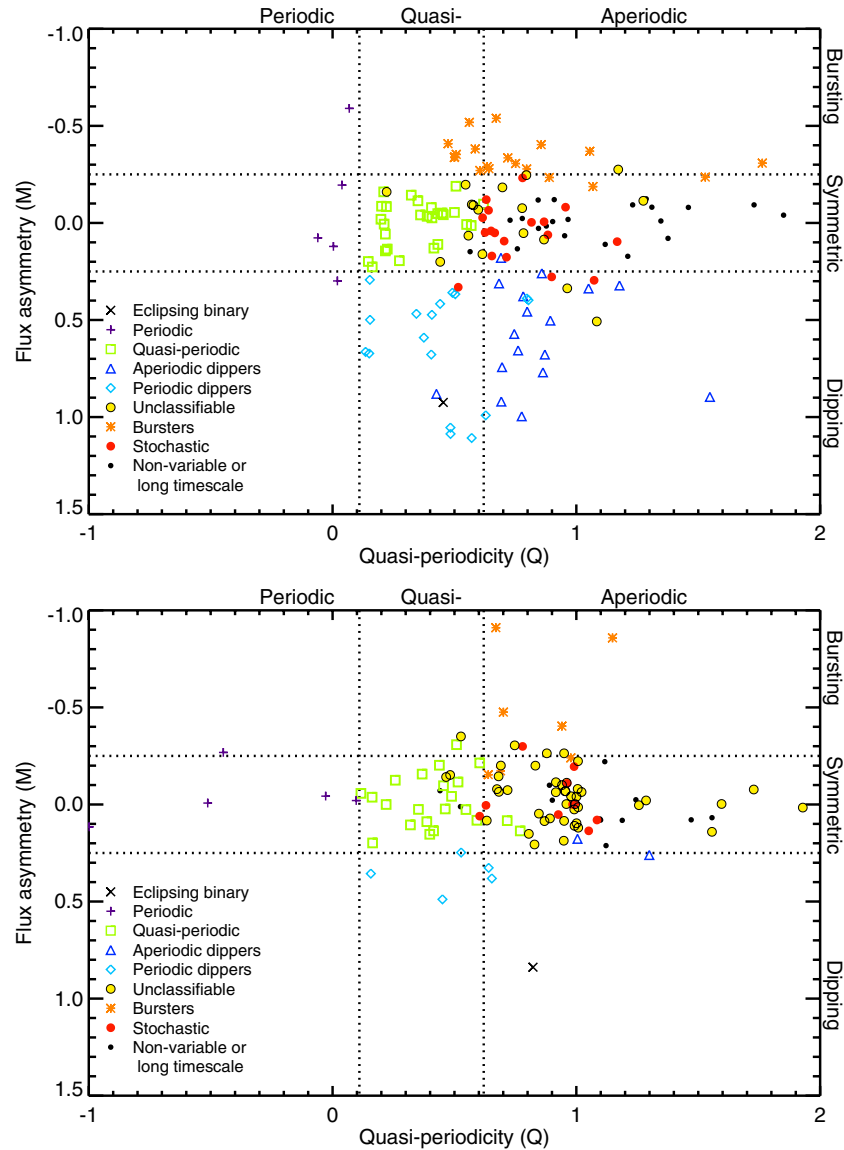 Periodic Quasi- Aperiodic
-1.0
-0.5
0.0
0.5
1.0
1.5
Flux asymmetry (M)
Bursting
Symmetric
Dipping
Eclipsing binary
Periodic
Quasi-periodic
Aperiodic dippers
Periodic dippers
Unclassifiable
Bursters
Stochastic
Non-variable or
long timescale
-1 0 1 2
Quasi-periodicity (Q)
Periodic Quasi- Aperiodic
-1.0
-0.5
0.0
0.5
1.0
1.5
Flux asymmetry (M)
Bursting
Symmetric
Dipping
Eclipsing binary
Periodic
Quasi-periodic
Aperiodic dippers
Periodic dippers
Unclassifiable
Bursters
Stochastic
Non-variable or
long timescale
-1 0 1 2
Quasi-periodicity (Q)